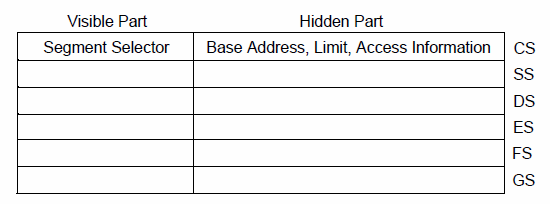 Visible Part Hidden Part
Segment Selector Base Address, Limit, Access Information CS
SS
DS
ES
FS
GS